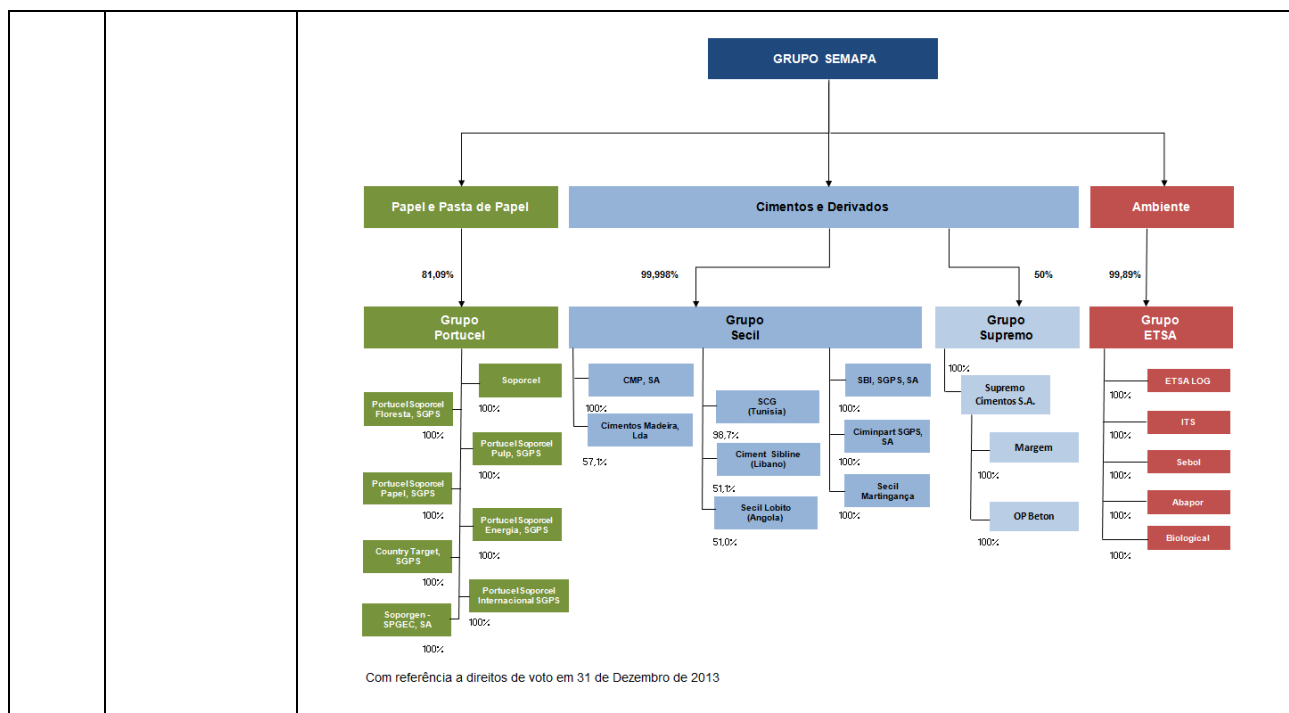 GRUPO SEMAPA
Papel e Pasta de Papel
Cimentos e Derivados
Ambiente
81,09%
99,998%
50%
99,89%
Grupo
Portucel
Grupo
Secil
Grupo
Supremo
Grupo
ETSA
Soporcel
100%
Portucel Soporcel
Floresta, SGPS
100%
Portucel Soporcel
Pulp, SGPS
100%
Portucel Soporcel
Papel, SGPS
100%
Portucel Soporcel
Energia, SGPS
100%
Country Target,
SGPS
100%
Portucel Soporcel
Internacional SGPS
100%
Soporgen -
SPGEC, SA
100%
CMP, SA
100%
Cimentos Madeira,
Lda
57,1%
SCG
(Tunisia)
98,7%
Ciment Sibline
(Líbano)
51,1%
Secil Lobito
(Angola)
51,0%
SBI, SGPS, SA
100%
Ciminpart SGPS,
SA
100%
Secil
Martingança
100%
100%
Supremo
Cimentos S.A.
Margem
100%
OP Beton
100%
ETSA LOG
100%
ITS
100%
Sebol
100%
Abapor
100%
Biological
100%
Com referência a direitos de voto em 31 de Dezembro de 2013